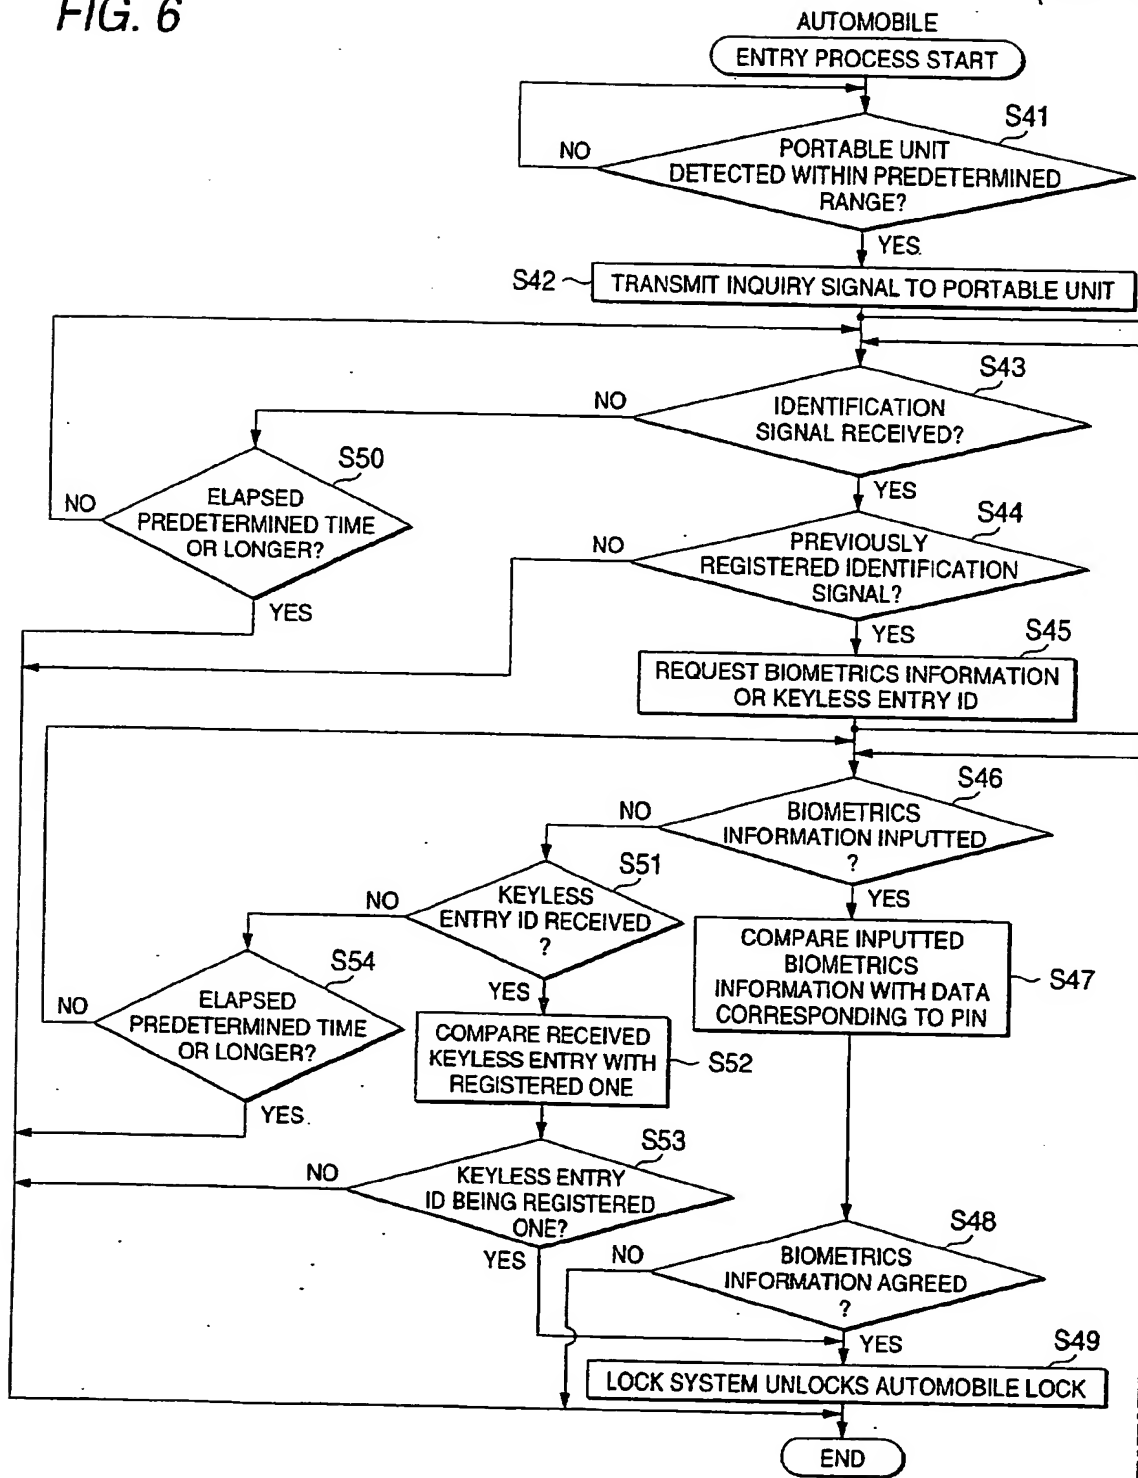 FIG. 6
AUTOMOBILE
ENTRY PROCESS START
S41
PORTABLE UNIT
DETECTED WITHIN PREDETERMINED
RANGE?
NO
YES
S42
TRANSMIT INQUIRY SIGNAL TO PORTABLE UNIT
S43
IDENTIFICATION
SIGNAL RECEIVED?
NO
YES
S50
ELAPSED
PREDETERMINED TIME
OR LONGER?
NO
YES
S44
PREVIOUSLY
REGISTERED IDENTIFICATION
SIGNAL?
NO
YES
S45
REQUEST BIOMETRICS INFORMATION
OR KEYLESS ENTRY ID
S46
BIOMETRICS
INFORMATION INPUTTED
?
NO
YES
S51
KEYLESS
ENTRY ID RECEIVED
?
NO
YES
COMPARE INPUTTED
BIOMETRICS
INFORMATION WITH DATA
CORRESPONDING TO PIN
S47
S54
ELAPSED
PREDETERMINED TIME
OR LONGER?
NO
YES
COMPARE RECEIVED
KEYLESS ENTRY WITH
REGISTERED ONE
S52
S53
KEYLESS ENTRY
ID BEING REGISTERED
ONE?
NO
YES
S48
BIOMETRICS
INFORMATION AGREED
?
NO
YES
S49
LOCK SYSTEM UNLOCKS AUTOMOBILE LOCK
END